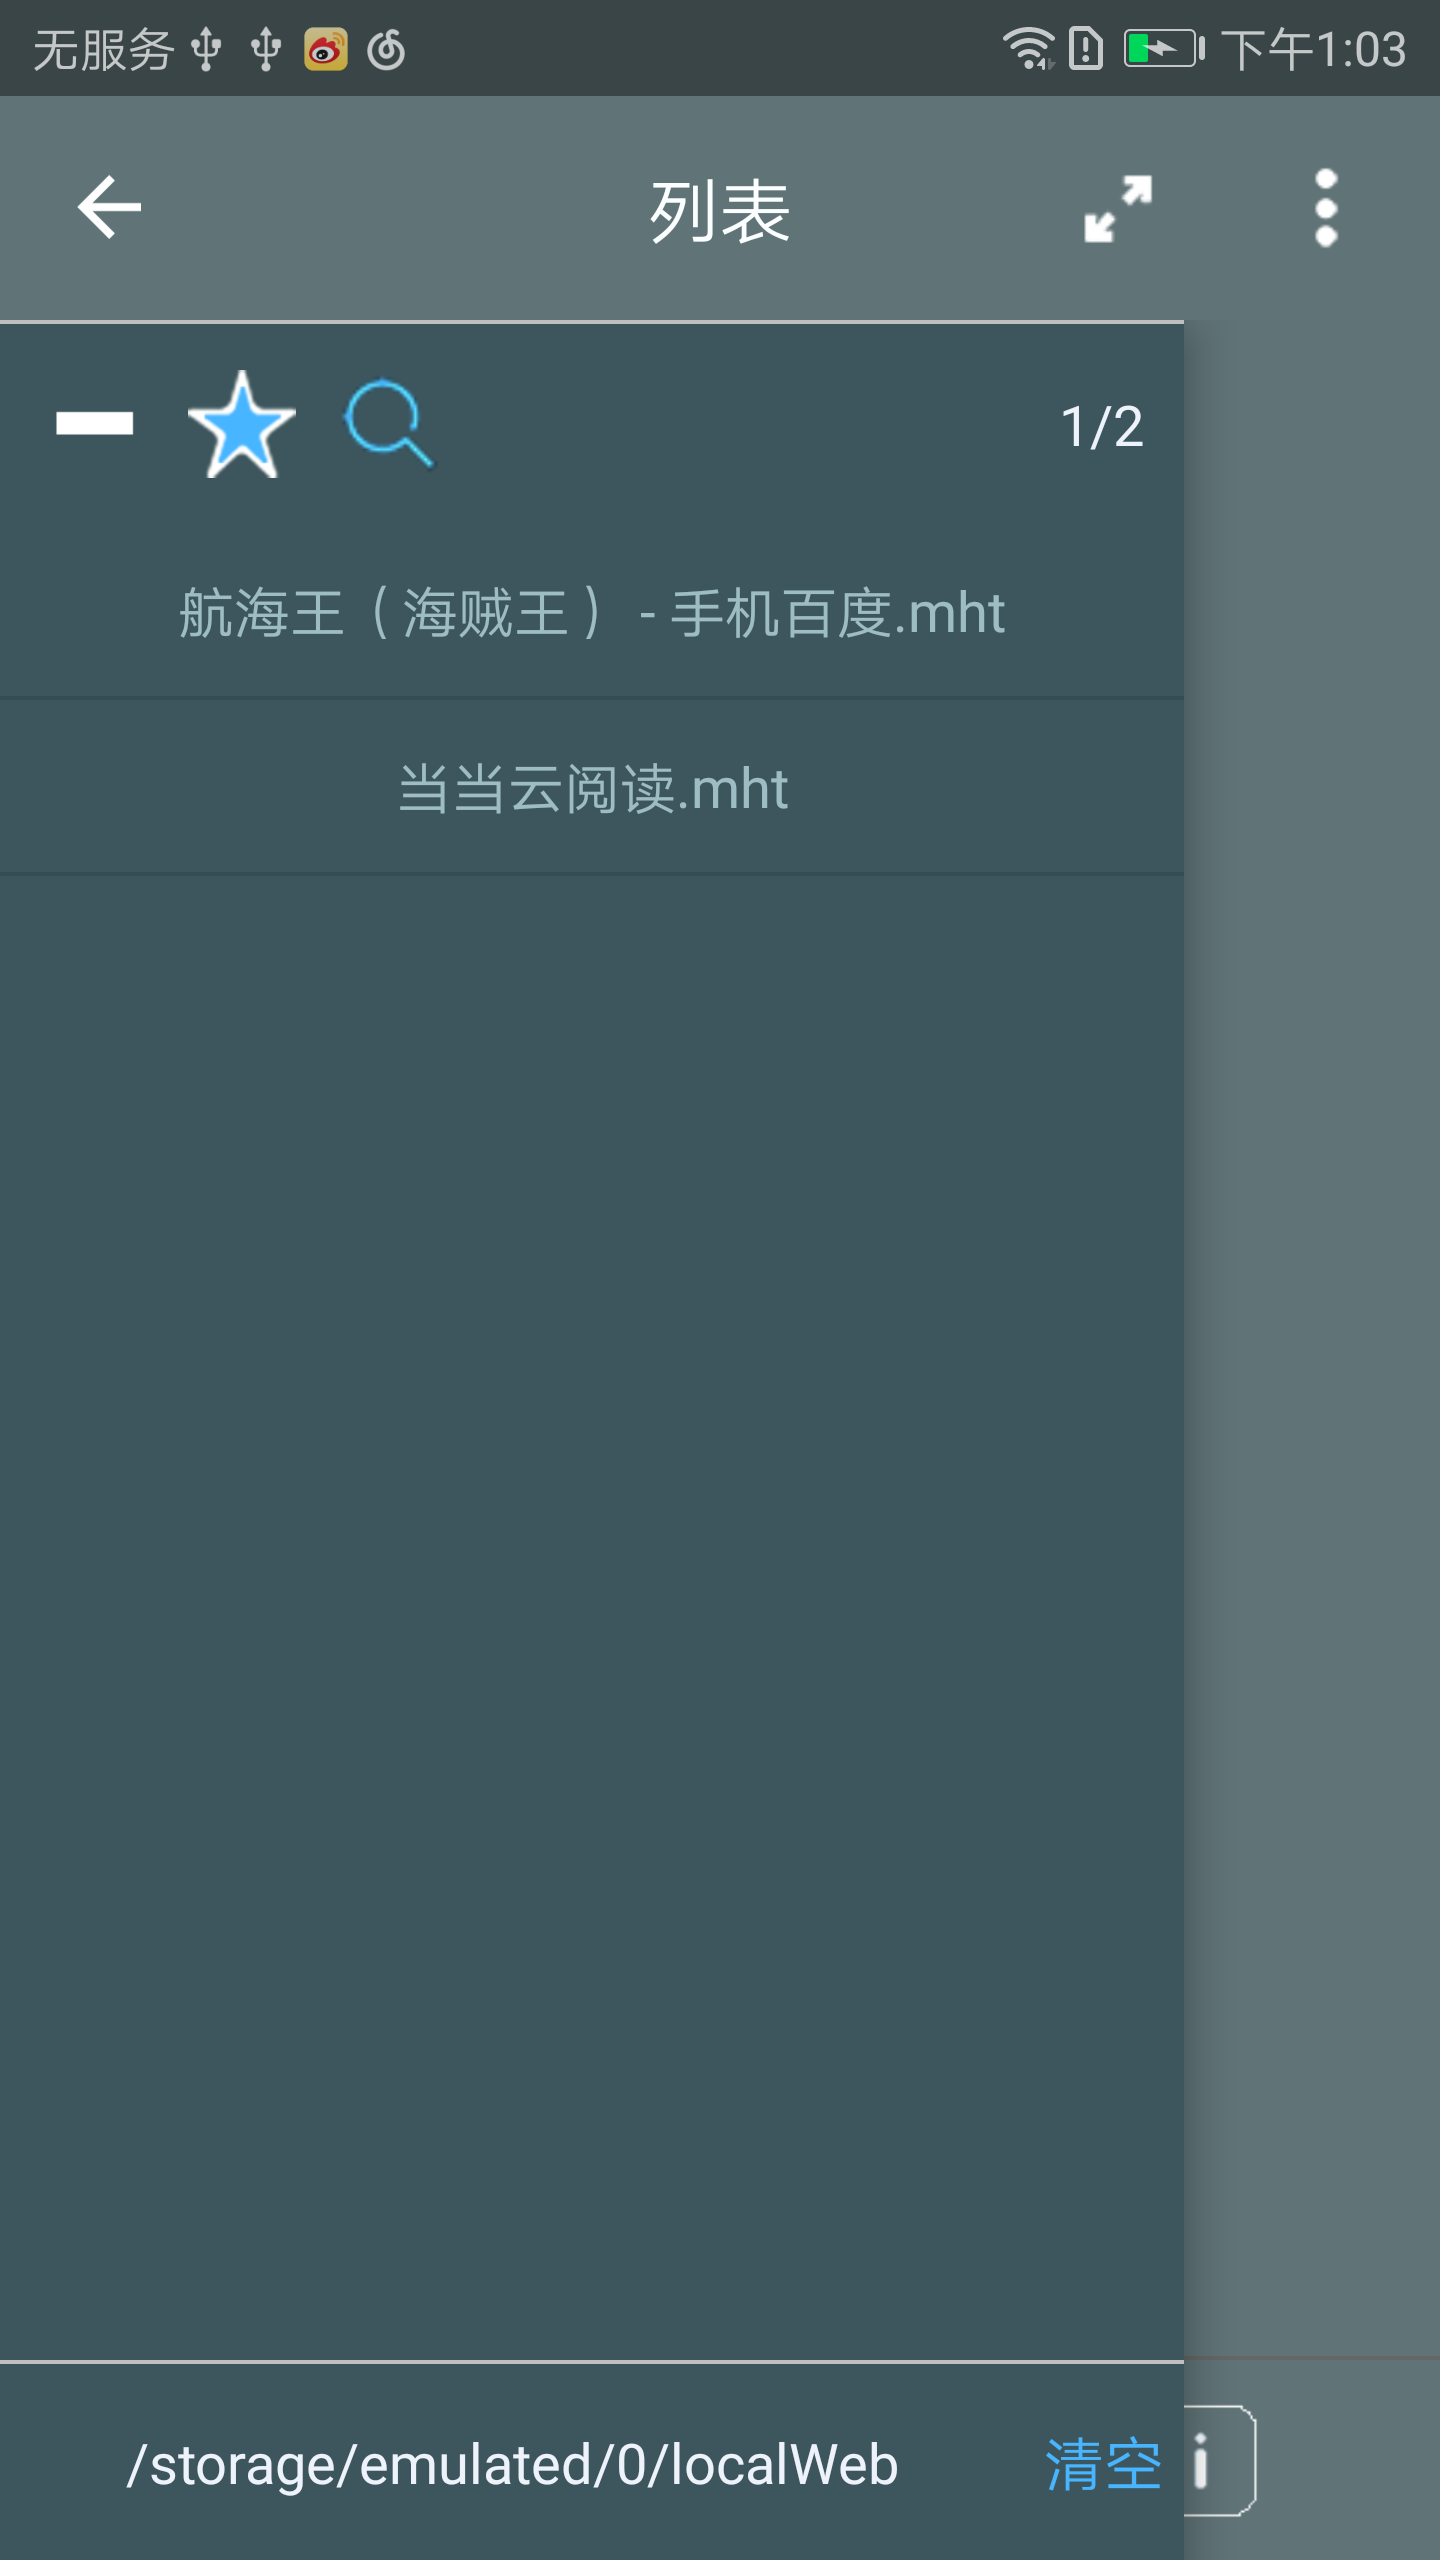 无服务 下午1:03
列表
1/2
航海王（海贼王） - 手机百度.mht
当当云阅读.mht
/storage/emulated/0/localWeb 清空